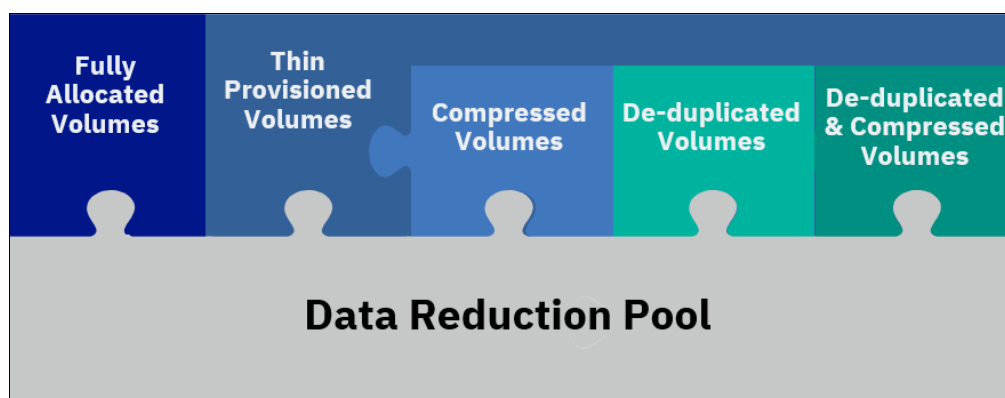 Fully
Allocated
Volumes
Thin
Provisioned
Volumes
Compressed
Volumes
De-duplicated
Volumes
De-duplicated
& Compressed
Volumes
Data Reduction Pool